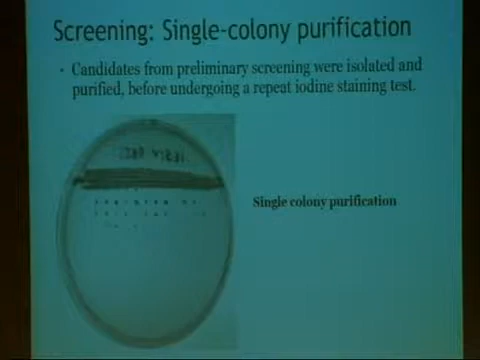 Screening: Single-colony purification
• Candidates from preliminary screening were isolated and
purified, before undergoing a repeat iodine staining test.
Single colony purification